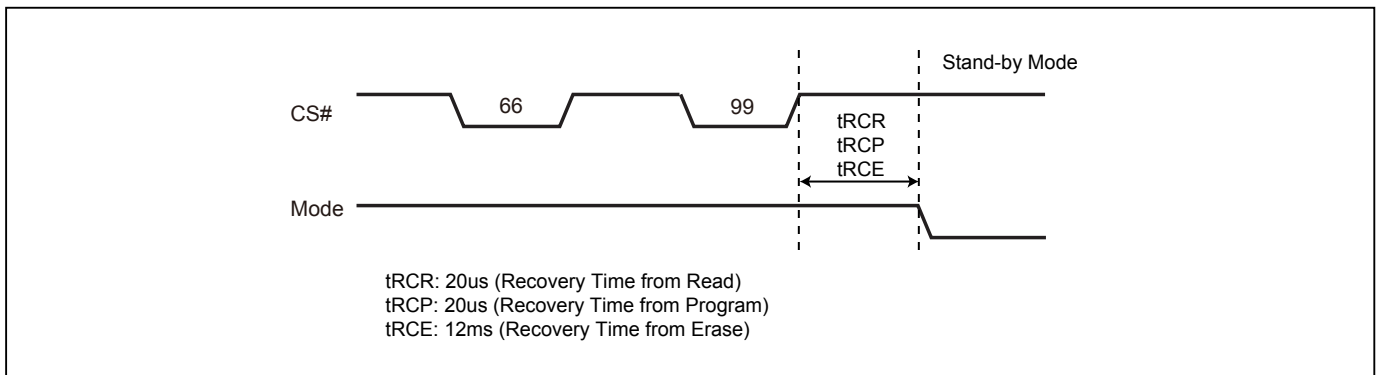 Stand-by Mode
CS#
66
99
tRCR
tRCP
tRCE
Mode
tRCR: 20us (Recovery Time from Read)
tRCP: 20us (Recovery Time from Program)
tRCE: 12ms (Recovery Time from Erase)